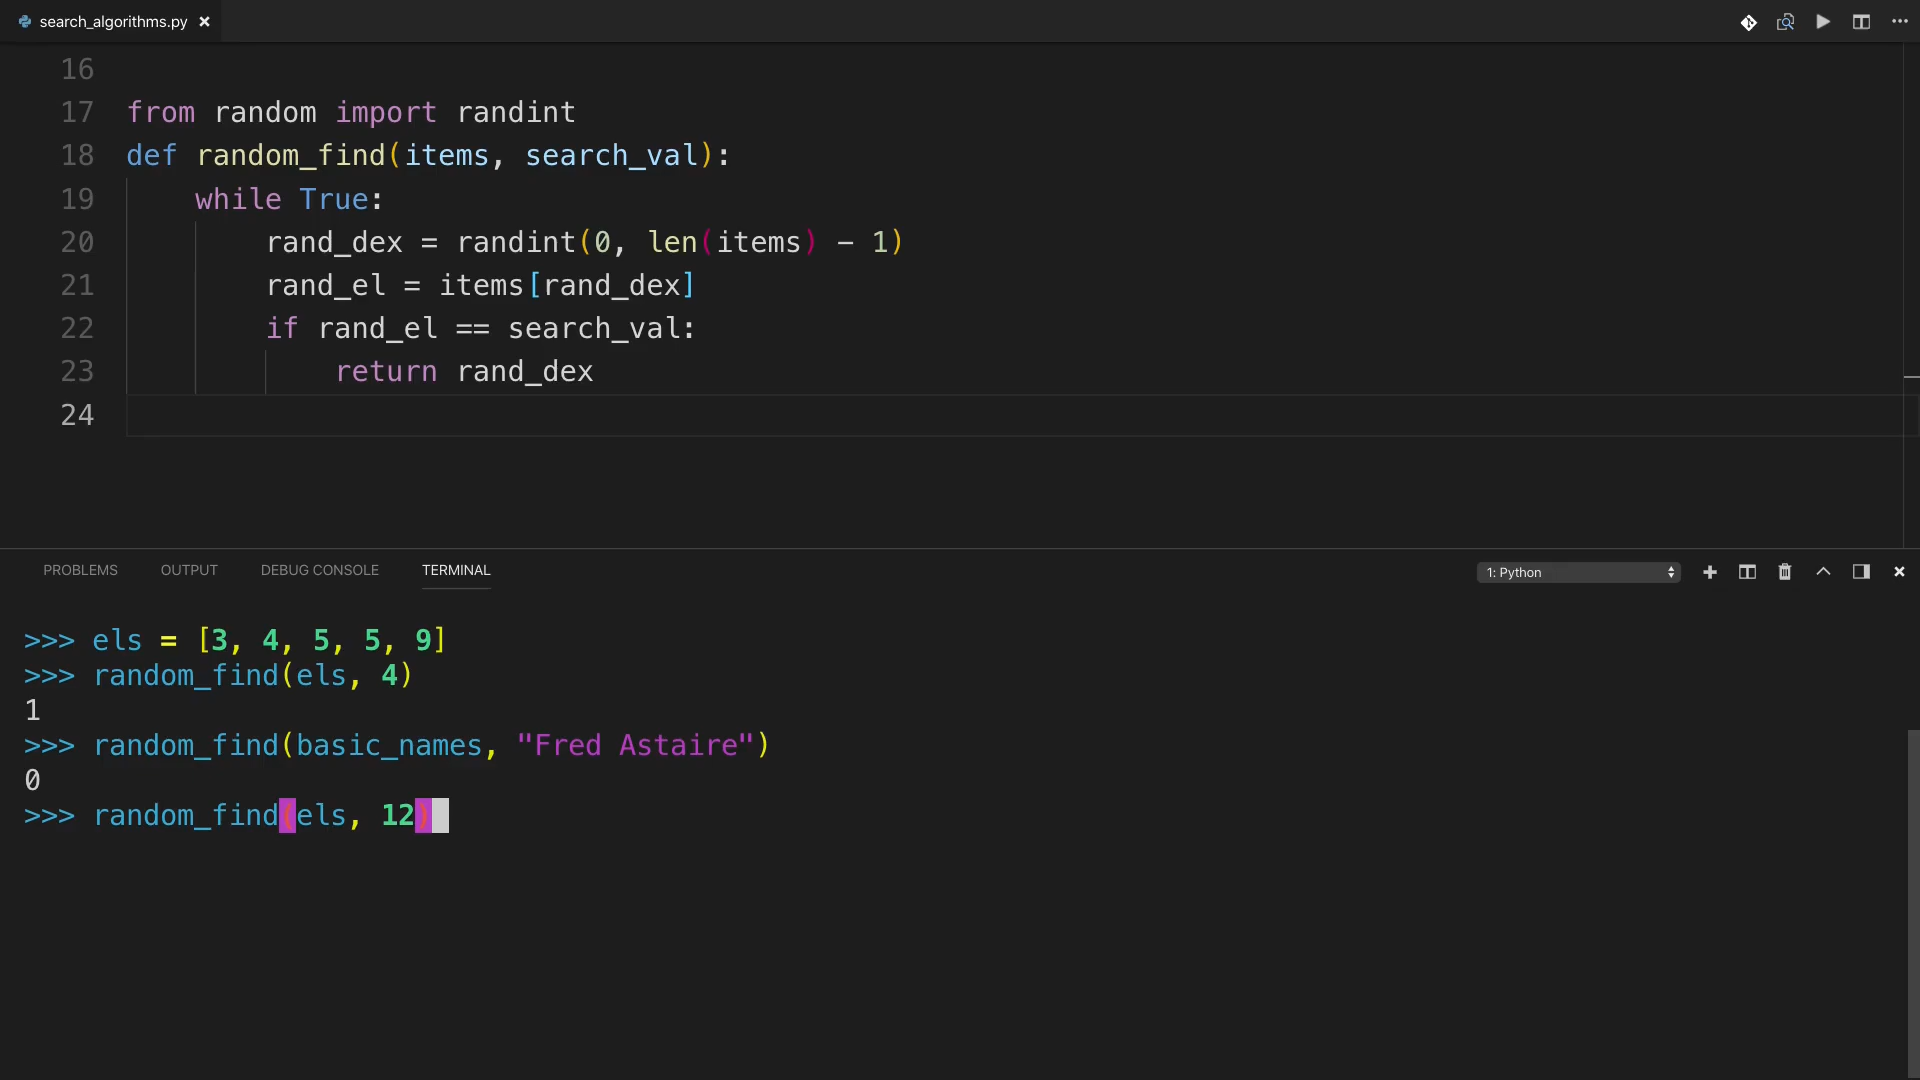 search_algorithms.py
16
17 from random import randint
18 def random_find(items, search_val):
19     while True:
20         rand_dex = randint(0, len(items) - 1)
21         rand_el = items[rand_dex]
22         if rand_el == search_val:
23             return rand_dex
24
PROBLEMS OUTPUT DEBUG CONSOLE TERMINAL 1: Python
>>> els = [3, 4, 5, 5, 9]
>>> random_find(els, 4)
1
>>> random_find(basic_names, "Fred Astaire")
0
>>> random_find(els, 12)